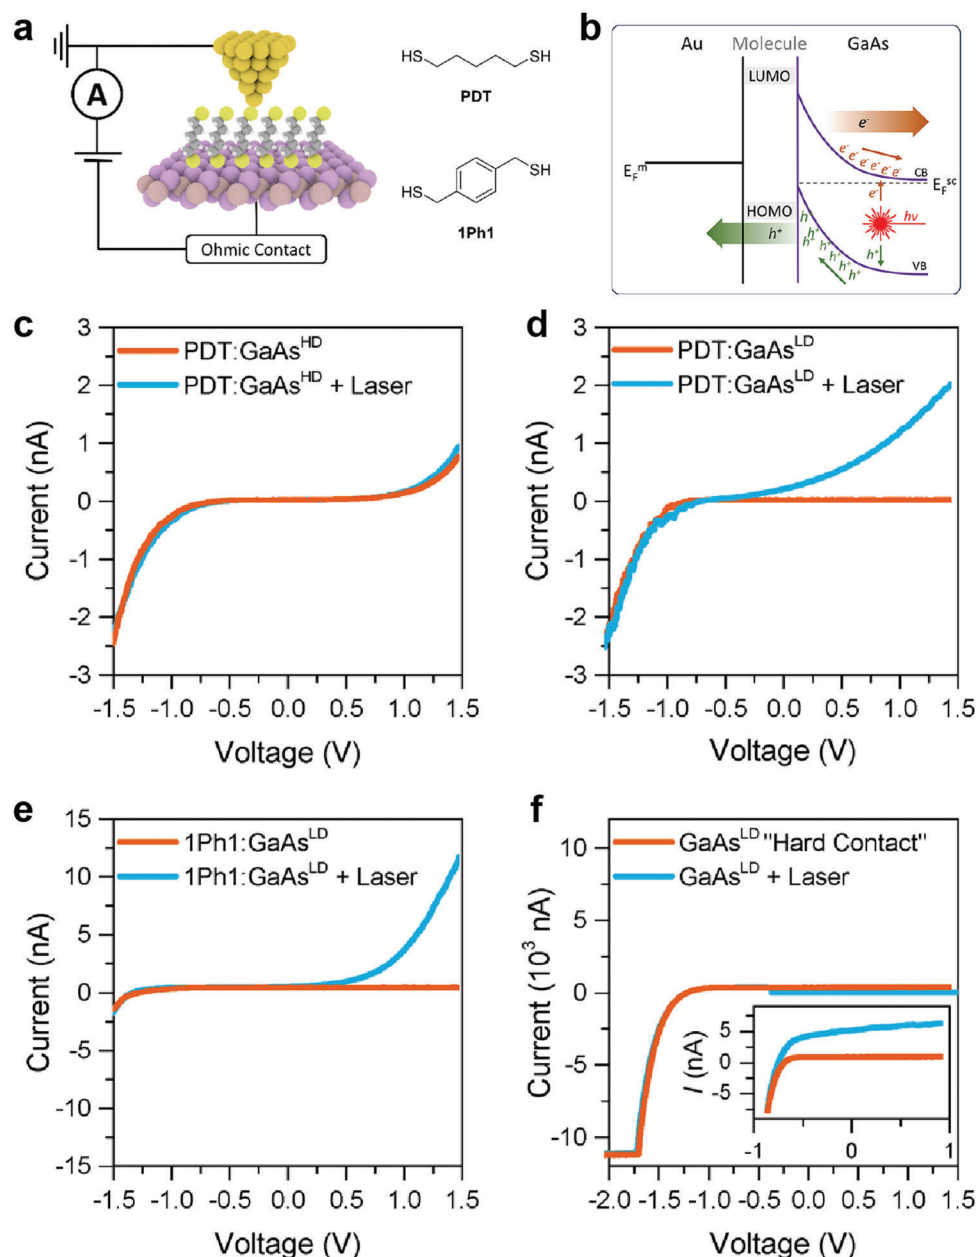 a
A
Ohmic Contact
HS
SH
PDT
HS
SH
1Ph1
b
Au Molecule GaAs
LUMO
e⁻
e⁻ e⁻ e⁻ e⁻ e⁻ e⁻
CB
E_F^m
E_F^sc
e⁻
HOMO
h⁺
hν
h⁺
h⁺ h⁺ h⁺ h⁺ h⁺ h⁺
VB
c
PDT:GaAs^HD
PDT:GaAs^HD + Laser
Current (nA)
3
2
1
0
-1
-2
-3
-1.5 -1.0 -0.5 0.0 0.5 1.0 1.5
Voltage (V)
d
PDT:GaAs^LD
PDT:GaAs^LD + Laser
Current (nA)
3
2
1
0
-1
-2
-3
-1.5 -1.0 -0.5 0.0 0.5 1.0 1.5
Voltage (V)
e
1Ph1:GaAs^LD
1Ph1:GaAs^LD + Laser
Current (nA)
15
10
5
0
-5
-10
-15
-1.5 -1.0 -0.5 0.0 0.5 1.0 1.5
Voltage (V)
f
GaAs^LD "Hard Contact"
GaAs^LD + Laser
Current (10³ nA)
10
5
0
-5
-10
I (nA)
5
0
-5
-1 0 1
-2.0 -1.5 -1.0 -0.5 0.0 0.5 1.0
Voltage (V)